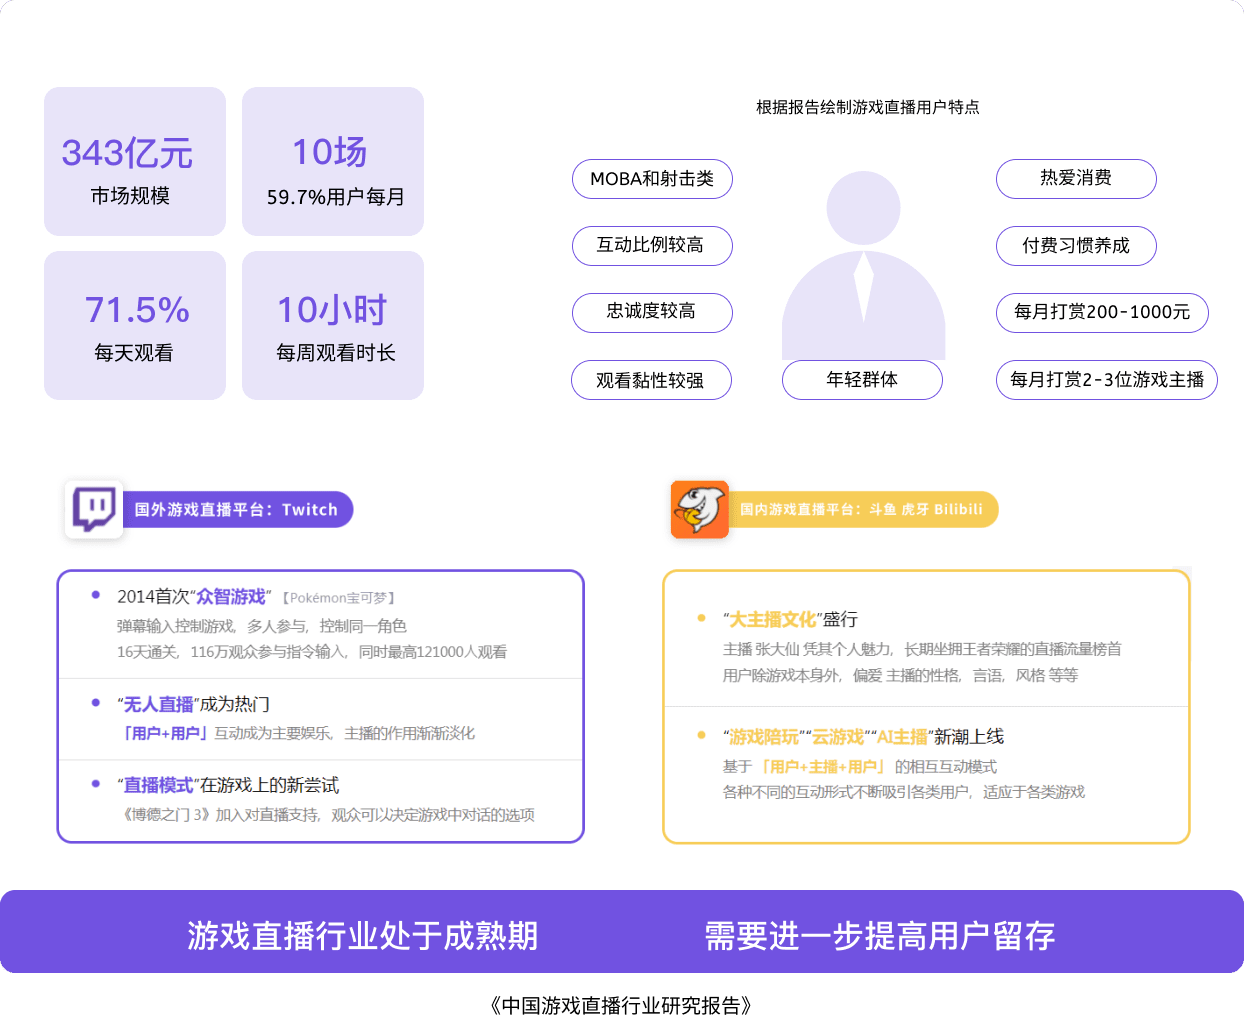 343亿元
市场规模
10场
59.7%用户每月
71.5%
每天观看
10小时
每周观看时长
根据报告绘制游戏直播用户特点
MOBA和射击类
互动比例较高
忠诚度较高
观看黏性较强
年轻群体
热爱消费
付费习惯养成
每月打赏200-1000元
每月打赏2-3位游戏主播
国外游戏直播平台：Twitch
2014首次“众智游戏” 【Pokémon宝可梦】
弹幕输入控制游戏，多人参与，控制同一角色
16天通关，116万观众参与指令输入，同时最高121000人观看
“无人直播”成为热门
「用户+用户」互动成为主要娱乐，主播的作用渐渐淡化
“直播模式”在游戏上的新尝试
《博德之门 3》加入对直播支持，观众可以决定游戏中对话的选项
国内游戏直播平台：斗鱼 虎牙 Bilibili
“大主播文化”盛行
主播 张大仙 凭其个人魅力，长期坐拥王者荣耀的直播流量榜首
用户除游戏本身外，偏爱 主播的性格，言语，风格 等等
“游戏陪玩”“云游戏”“AI主播”新潮上线
基于 「用户+主播+用户」 的相互互动模式
各种不同的互动形式不断吸引各类用户，适应于各类游戏
游戏直播行业处于成熟期
需要进一步提高用户留存
《中国游戏直播行业研究报告》